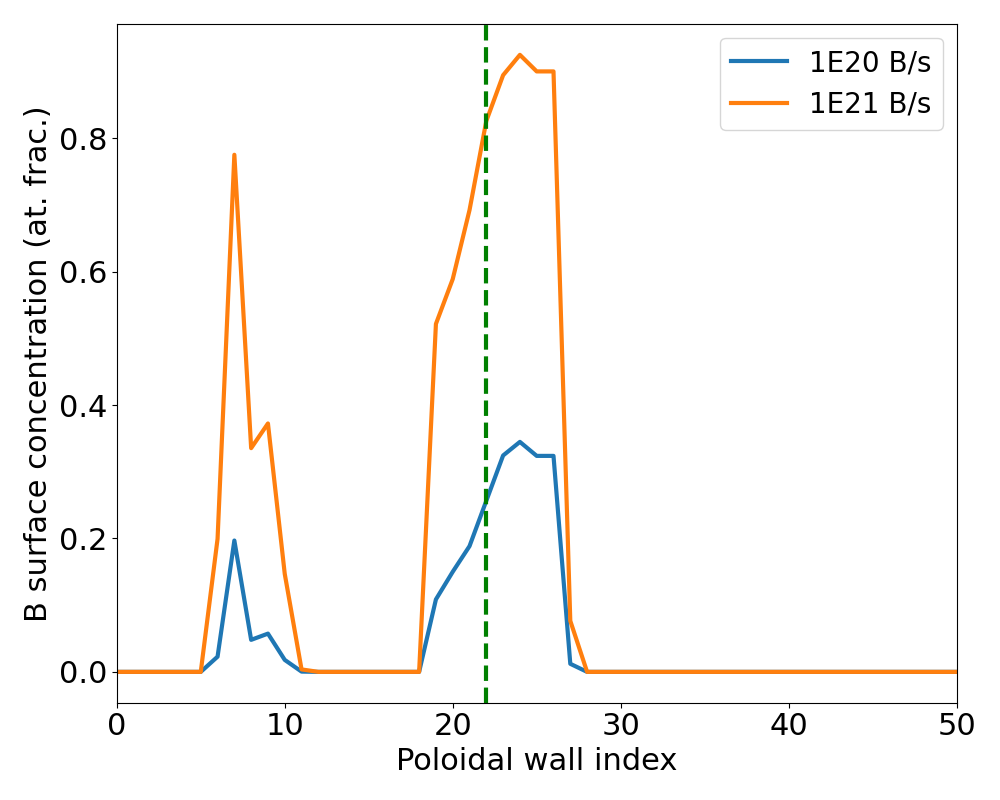 1E20 B/s
1E21 B/s
B surface concentration (at. frac.)
0.8
0.6
0.4
0.2
0.0
0 10 20 30 40 50
Poloidal wall index